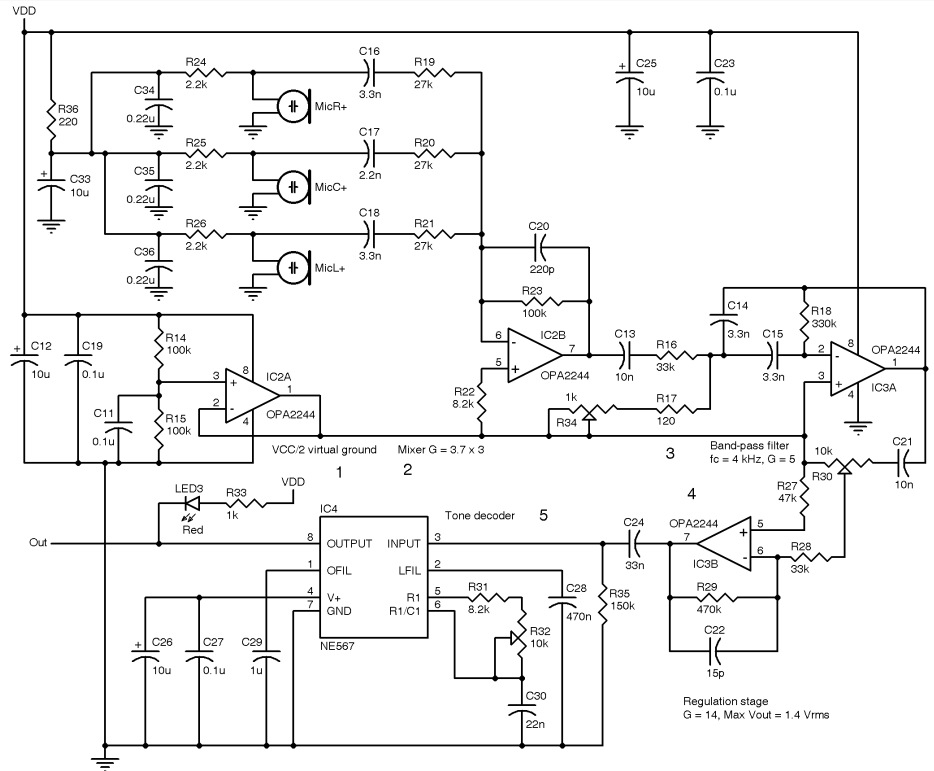 VDD
R36
220
C33
10u
+
C34
0.22u
R24
2.2k
MicR+
C16
3.3n
R19
27k
C35
0.22u
R25
2.2k
MicC+
C17
2.2n
R20
27k
C36
0.22u
R26
2.2k
MicL+
C18
3.3n
R21
27k
+
C25
10u
C23
0.1u
C20
220p
R23
100k
6
-
5
+
7
IC2B
OPA2244
R22
8.2k
C13
10n
R16
33k
C14
3.3n
C15
3.3n
R18
330k
8
2
-
3
+
4
1
OPA2244
IC3A
1k
R34
R17
120
+
C12
10u
C19
0.1u
R14
100k
C11
0.1u
R15
100k
3
+
2
-
8
4
1
IC2A
OPA2244
VCC/2 virtual ground
1
Mixer G = 3.7 x 3
2
3
Band-pass filter
fc = 4 kHz, G = 5
10k
R30
C21
10n
R27
47k
4
OPA2244
7
IC3B
+
5
-
6
R28
33k
R29
470k
C22
15p
C24
33n
Regulation stage
G = 14, Max Vout = 1.4 Vrms
LED3
Red
R33
1k
VDD
Out
IC4
Tone decoder
5
8
OUTPUT
INPUT
3
1
OFIL
LFIL
2
4
V+
R1
5
7
GND
R1/C1
6
NE567
R31
8.2k
R32
10k
C28
470n
R35
150k
C30
22n
+
C26
10u
C27
0.1u
C29
1u